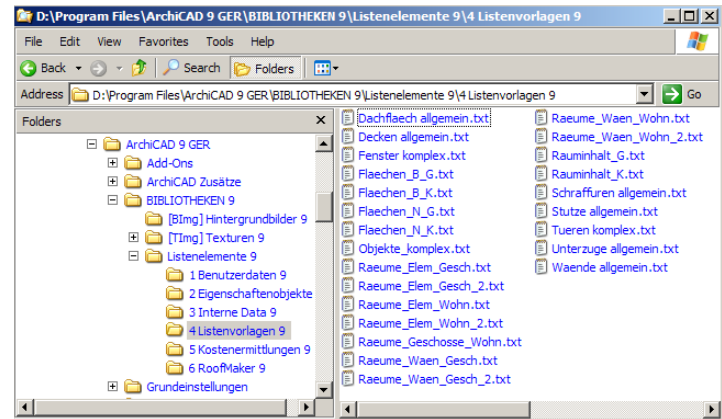 D:\Program Files\ArchiCAD 9 GER\BIBLIOTHEKEN 9\Listenelemente 9\4 Listenvorlagen 9
File Edit View Favorites Tools Help
Back Search Folders
Address D:\Program Files\ArchiCAD 9 GER\BIBLIOTHEKEN 9\Listenelemente 9\4 Listenvorlagen 9 Go
Folders
ArchiCAD 9 GER
Add-Ons
ArchiCAD Zusätze
BIBLIOTHEKEN 9
[BImg] Hintergrundbilder 9
[TImg] Texturen 9
Listenelemente 9
1 Benutzerdaten 9
2 Eigenschaftenobjekte
3 Interne Data 9
4 Listenvorlagen 9
5 Kostenermittlungen 9
6 RoofMaker 9
Grundeinstellungen
Dachflaech allgemein.txt
Decken allgemein.txt
Fenster komplex.txt
Flaechen_B_G.txt
Flaechen_B_K.txt
Flaechen_N_G.txt
Flaechen_N_K.txt
Objekte_komplex.txt
Raeume_Elem_Gesch.txt
Raeume_Elem_Gesch_2.txt
Raeume_Elem_Wohn.txt
Raeume_Elem_Wohn_2.txt
Raeume_Geschosse_Wohn.txt
Raeume_Waen_Gesch.txt
Raeume_Waen_Gesch_2.txt
Raeume_Waen_Wohn.txt
Raeume_Waen_Wohn_2.txt
Rauminhalt_G.txt
Rauminhalt_K.txt
Schraffuren allgemein.txt
Stutze allgemein.txt
Tueren komplex.txt
Unterzuge allgemein.txt
Waende allgemein.txt